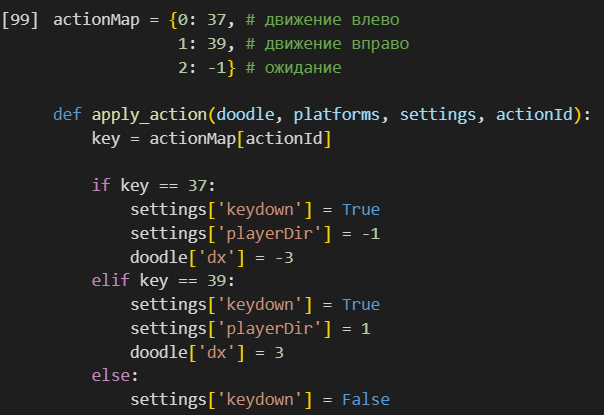 [99] actionMap = {0: 37, # движение влево
1: 39, # движение вправо
2: -1} # ожидание
def apply_action(doodle, platforms, settings, actionId):
key = actionMap[actionId]
if key == 37:
settings['keydown'] = True
settings['playerDir'] = -1
doodle['dx'] = -3
elif key == 39:
settings['keydown'] = True
settings['playerDir'] = 1
doodle['dx'] = 3
else:
settings['keydown'] = False